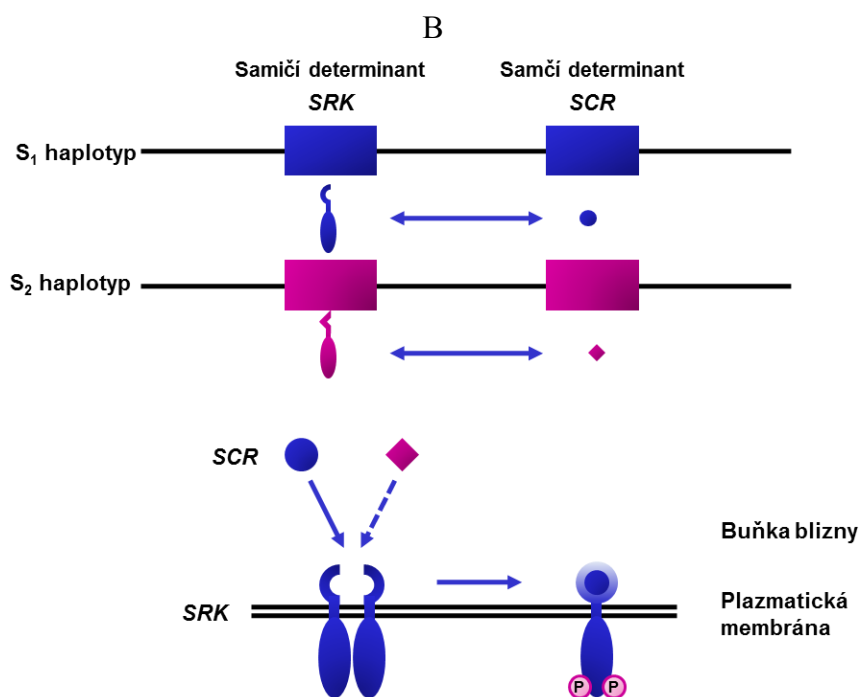 B
Samičí determinant
Samčí determinant
SRK
SCR
S₁ haplotyp
S₂ haplotyp
SCR
Buňka blizny
SRK
Plazmatická
membrána
P P